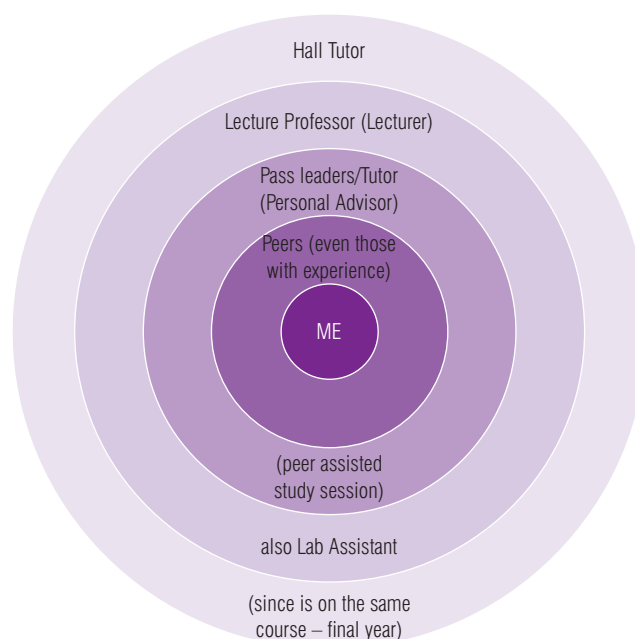 Hall Tutor
Lecture Professor (Lecturer)
Pass leaders/Tutor
(Personal Advisor)
Peers (even those
with experience)
ME
(peer assisted
study session)
also Lab Assistant
(since is on the same
course – final year)